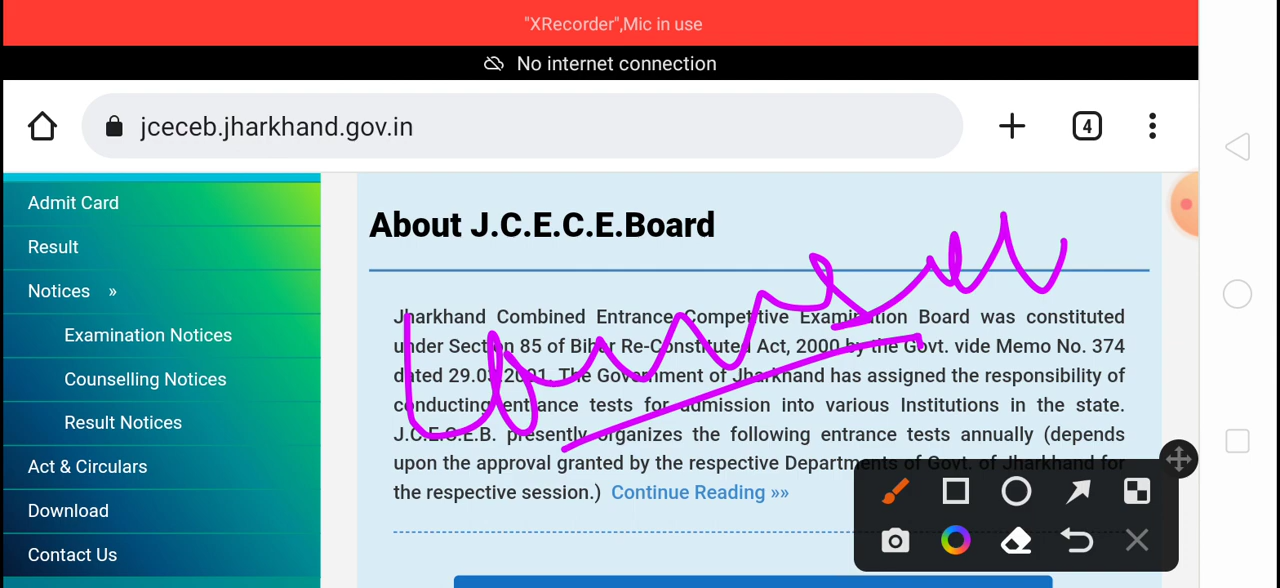 "XRecorder",Mic in use
No internet connection
jceceb.jharkhand.gov.in
4
Admit Card
Result
Notices »
Examination Notices
Counselling Notices
Result Notices
Act & Circulars
Download
Contact Us
About J.C.E.C.E.Board
Jharkhand Combined Entrance Competitive Examination Board was constituted
under Section 85 of Bihar Re-Constituted Act, 2000 by the Govt. vide Memo No. 374
dated The Government of Jharkhand has assigned the responsibility of
conducting entrance tests for admission into various Institutions in the state.
J.C.E.C.E.B. presently organizes the following entrance tests annually (depends
upon the approval granted by the respective Departments of Govt. of Jharkhand for
the respective session.) Continue Reading »»